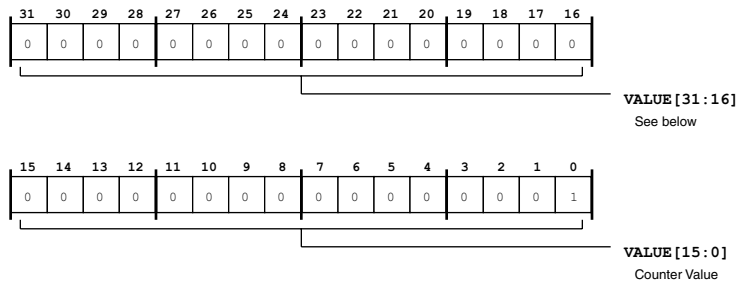 31 30 29 28 27 26 25 24 23 22 21 20 19 18 17 16
0 0 0 0 0 0 0 0 0 0 0 0 0 0 0 0
VALUE[31:16]
See below
15 14 13 12 11 10 9 8 7 6 5 4 3 2 1 0
0 0 0 0 0 0 0 0 0 0 0 0 0 0 0 1
VALUE[15:0]
Counter Value